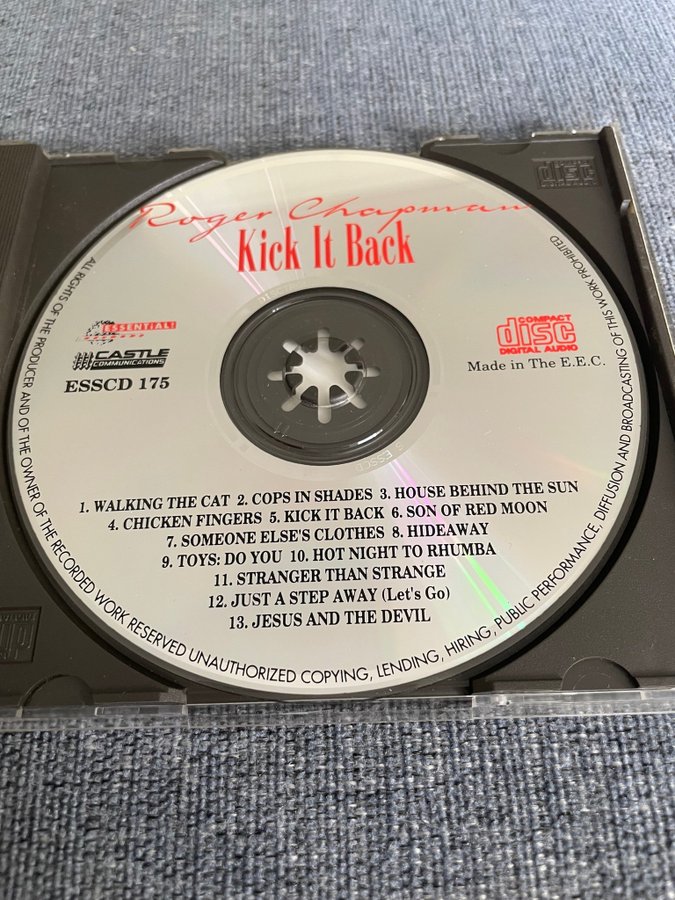 Roger Chapman
Kick It Back
ESSENTIAL!
CASTLE
COMMUNICATIONS
ESSCD 175
COMPACT
disc
DIGITAL AUDIO
Made in The E.E.C.
1. WALKING THE CAT 2. COPS IN SHADES 3. HOUSE BEHIND THE SUN
4. CHICKEN FINGERS 5. KICK IT BACK 6. SON OF RED MOON
7. SOMEONE ELSE'S CLOTHES 8. HIDEAWAY
9. TOYS: DO YOU 10. HOT NIGHT TO RHUMBA
11. STRANGER THAN STRANGE
12. JUST A STEP AWAY (Let's Go)
13. JESUS AND THE DEVIL
ALL RIGHTS OF THE PRODUCER AND OF THE OWNER OF THE RECORDED WORK RESERVED UNAUTHORIZED COPYING, LENDING, HIRING, PUBLIC PERFORMANCE, DIFFUSION AND BROADCASTING OF THIS WORK PROHIBITED
disc